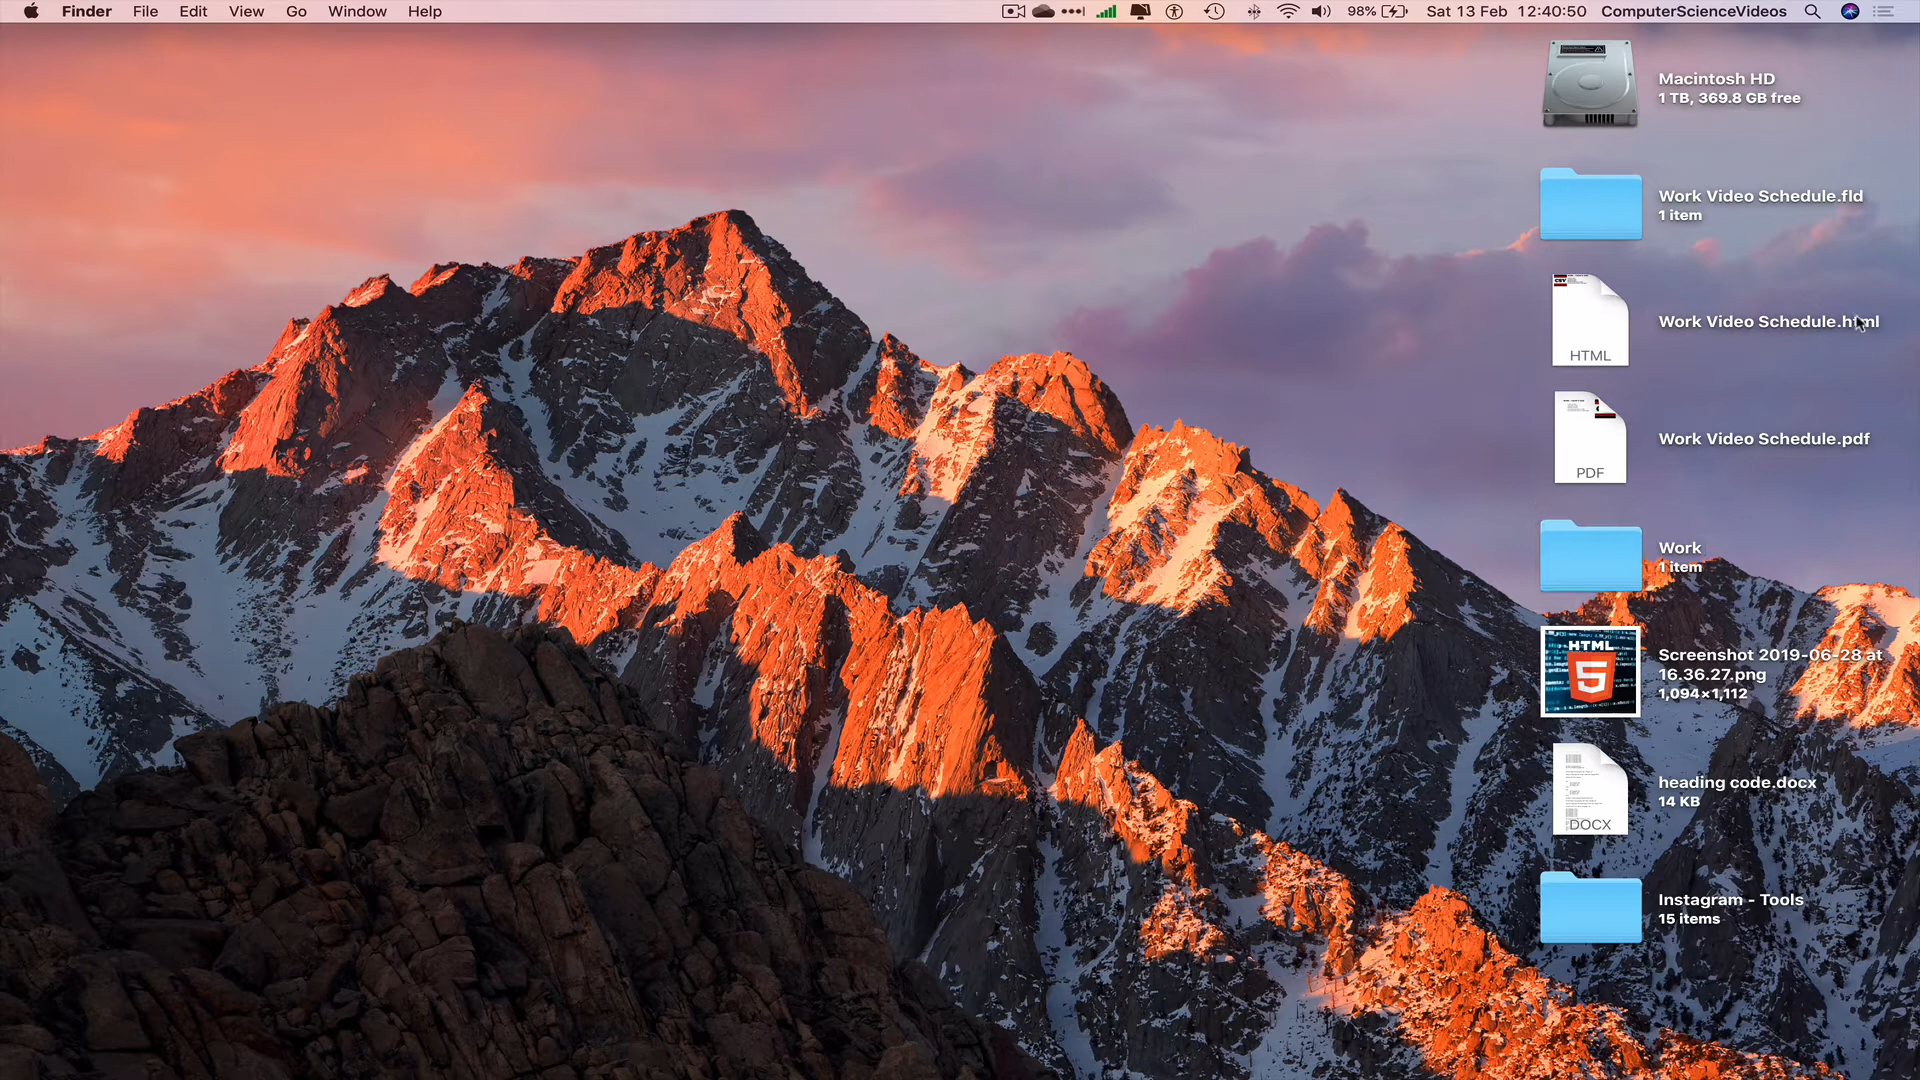 Finder File Edit View Go Window Help 98% Sat 13 Feb 12:40:50 ComputerScienceVideos
Macintosh HD
1 TB, 369.8 GB free
Work Video Schedule.fld
1 item
CSV
HTML
Work Video Schedule.html
PDF
Work Video Schedule.pdf
Work
1 item
HTML
5
Screenshot 2019-06-28 at
16.36.27.png
1,094×1,112
DOCX
heading code.docx
14 KB
Instagram - Tools
15 items